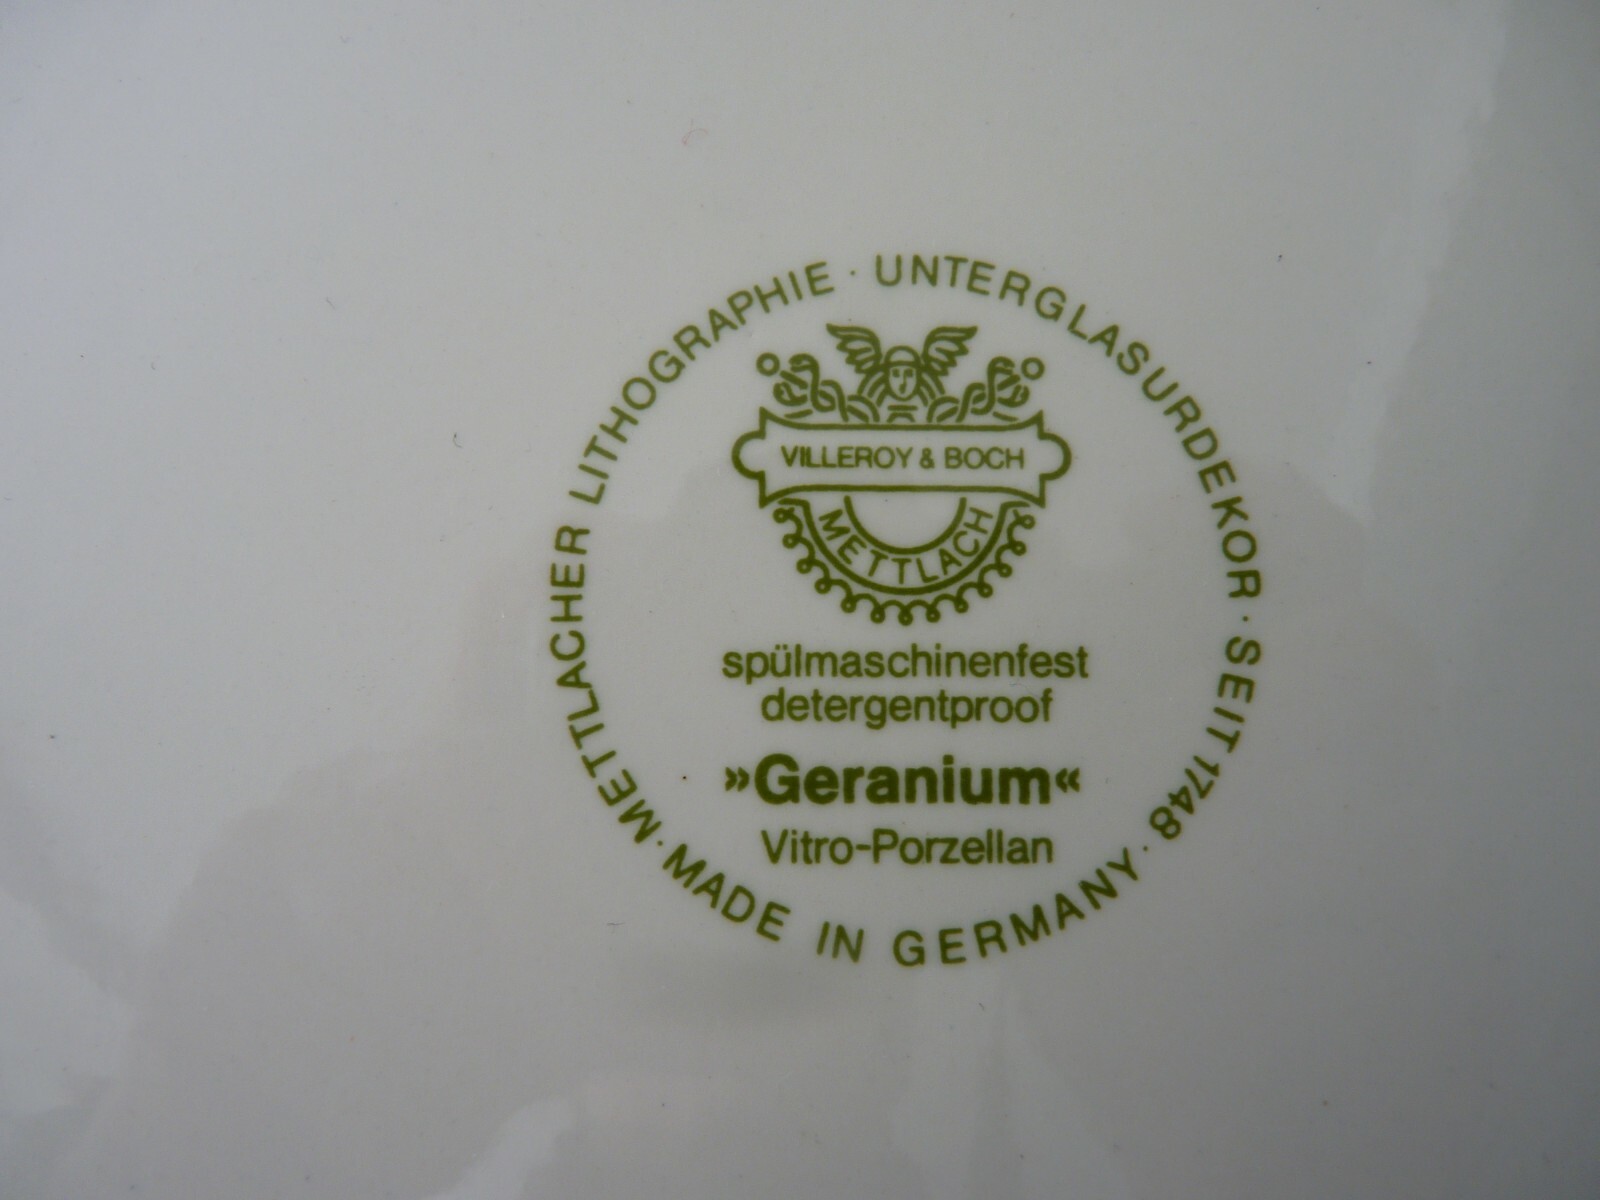 METTLACHER LITHOGRAPHIE · UNTERGLASURDEKOR · SEIT 1748 ·
VILLEROY & BOCH
METTLACH
spülmaschinenfest
detergentproof
»Geranium«
Vitro-Porzellan
· MADE IN GERMANY ·